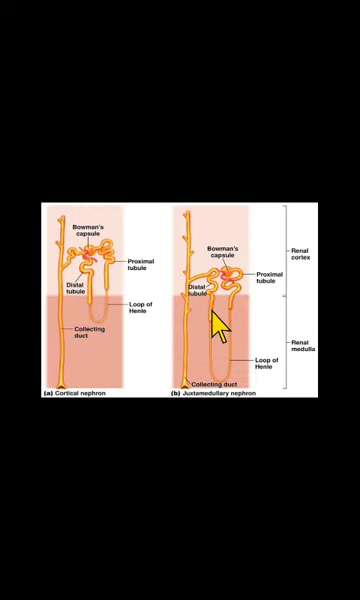 Bowman's
capsule
Proximal
tubule
Distal
tubule
Loop of
Henle
Collecting
duct
(a) Cortical nephron
Bowman's
capsule
Proximal
tubule
Distal
tubule
Loop of
Henle
Collecting duct
(b) Juxtamedullary nephron
Renal
cortex
Renal
medulla